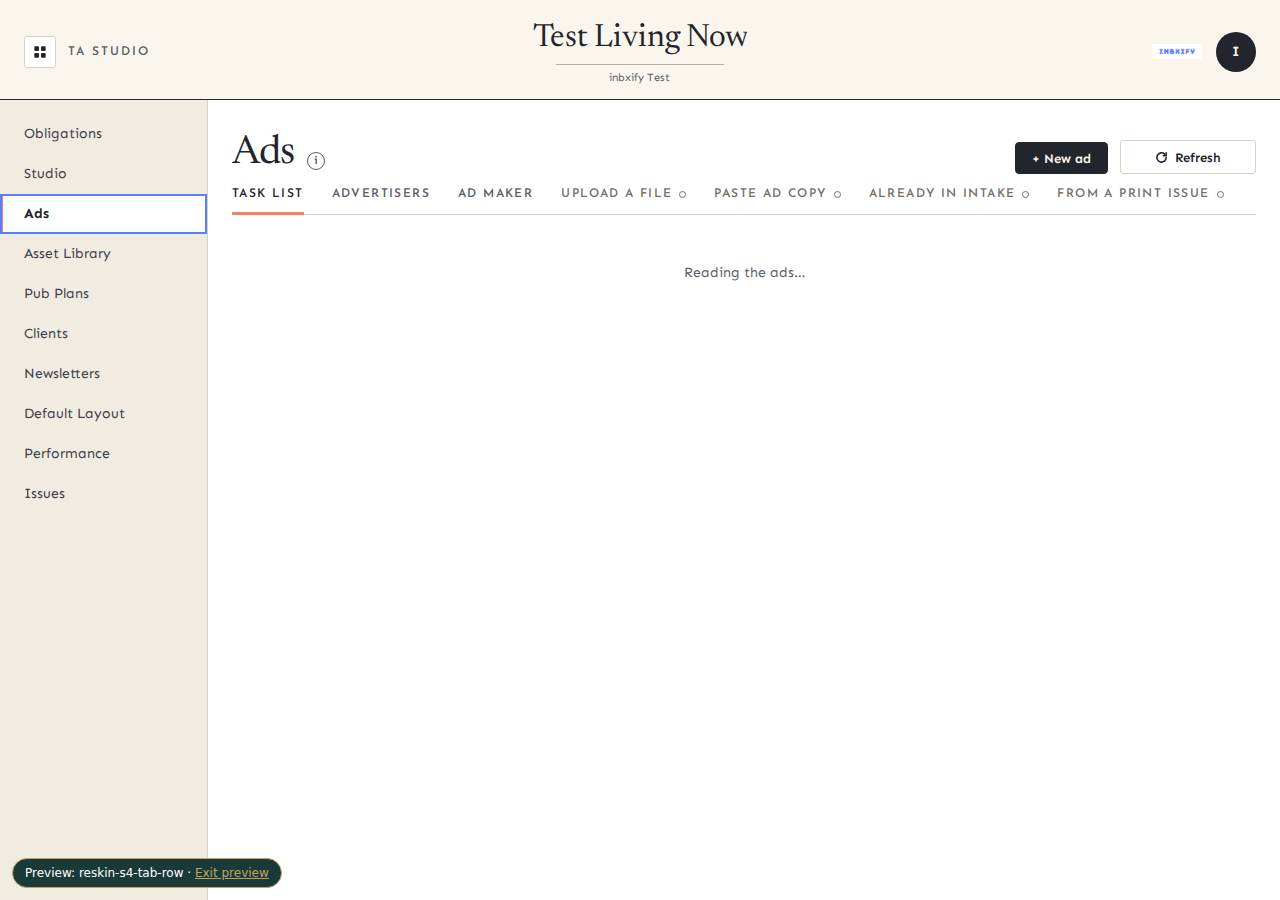 TA STUDIO
Test Living Now
inbxify Test
INBXIFY
I
Obligations
Studio
Ads
Asset Library
Pub Plans
Clients
Newsletters
Default Layout
Performance
Issues
Ads i
+ New ad
Refresh
TASK LIST ADVERTISERS AD MAKER UPLOAD A FILE PASTE AD COPY ALREADY IN INTAKE FROM A PRINT ISSUE
Reading the ads...
Preview: reskin-s4-tab-row · Exit preview